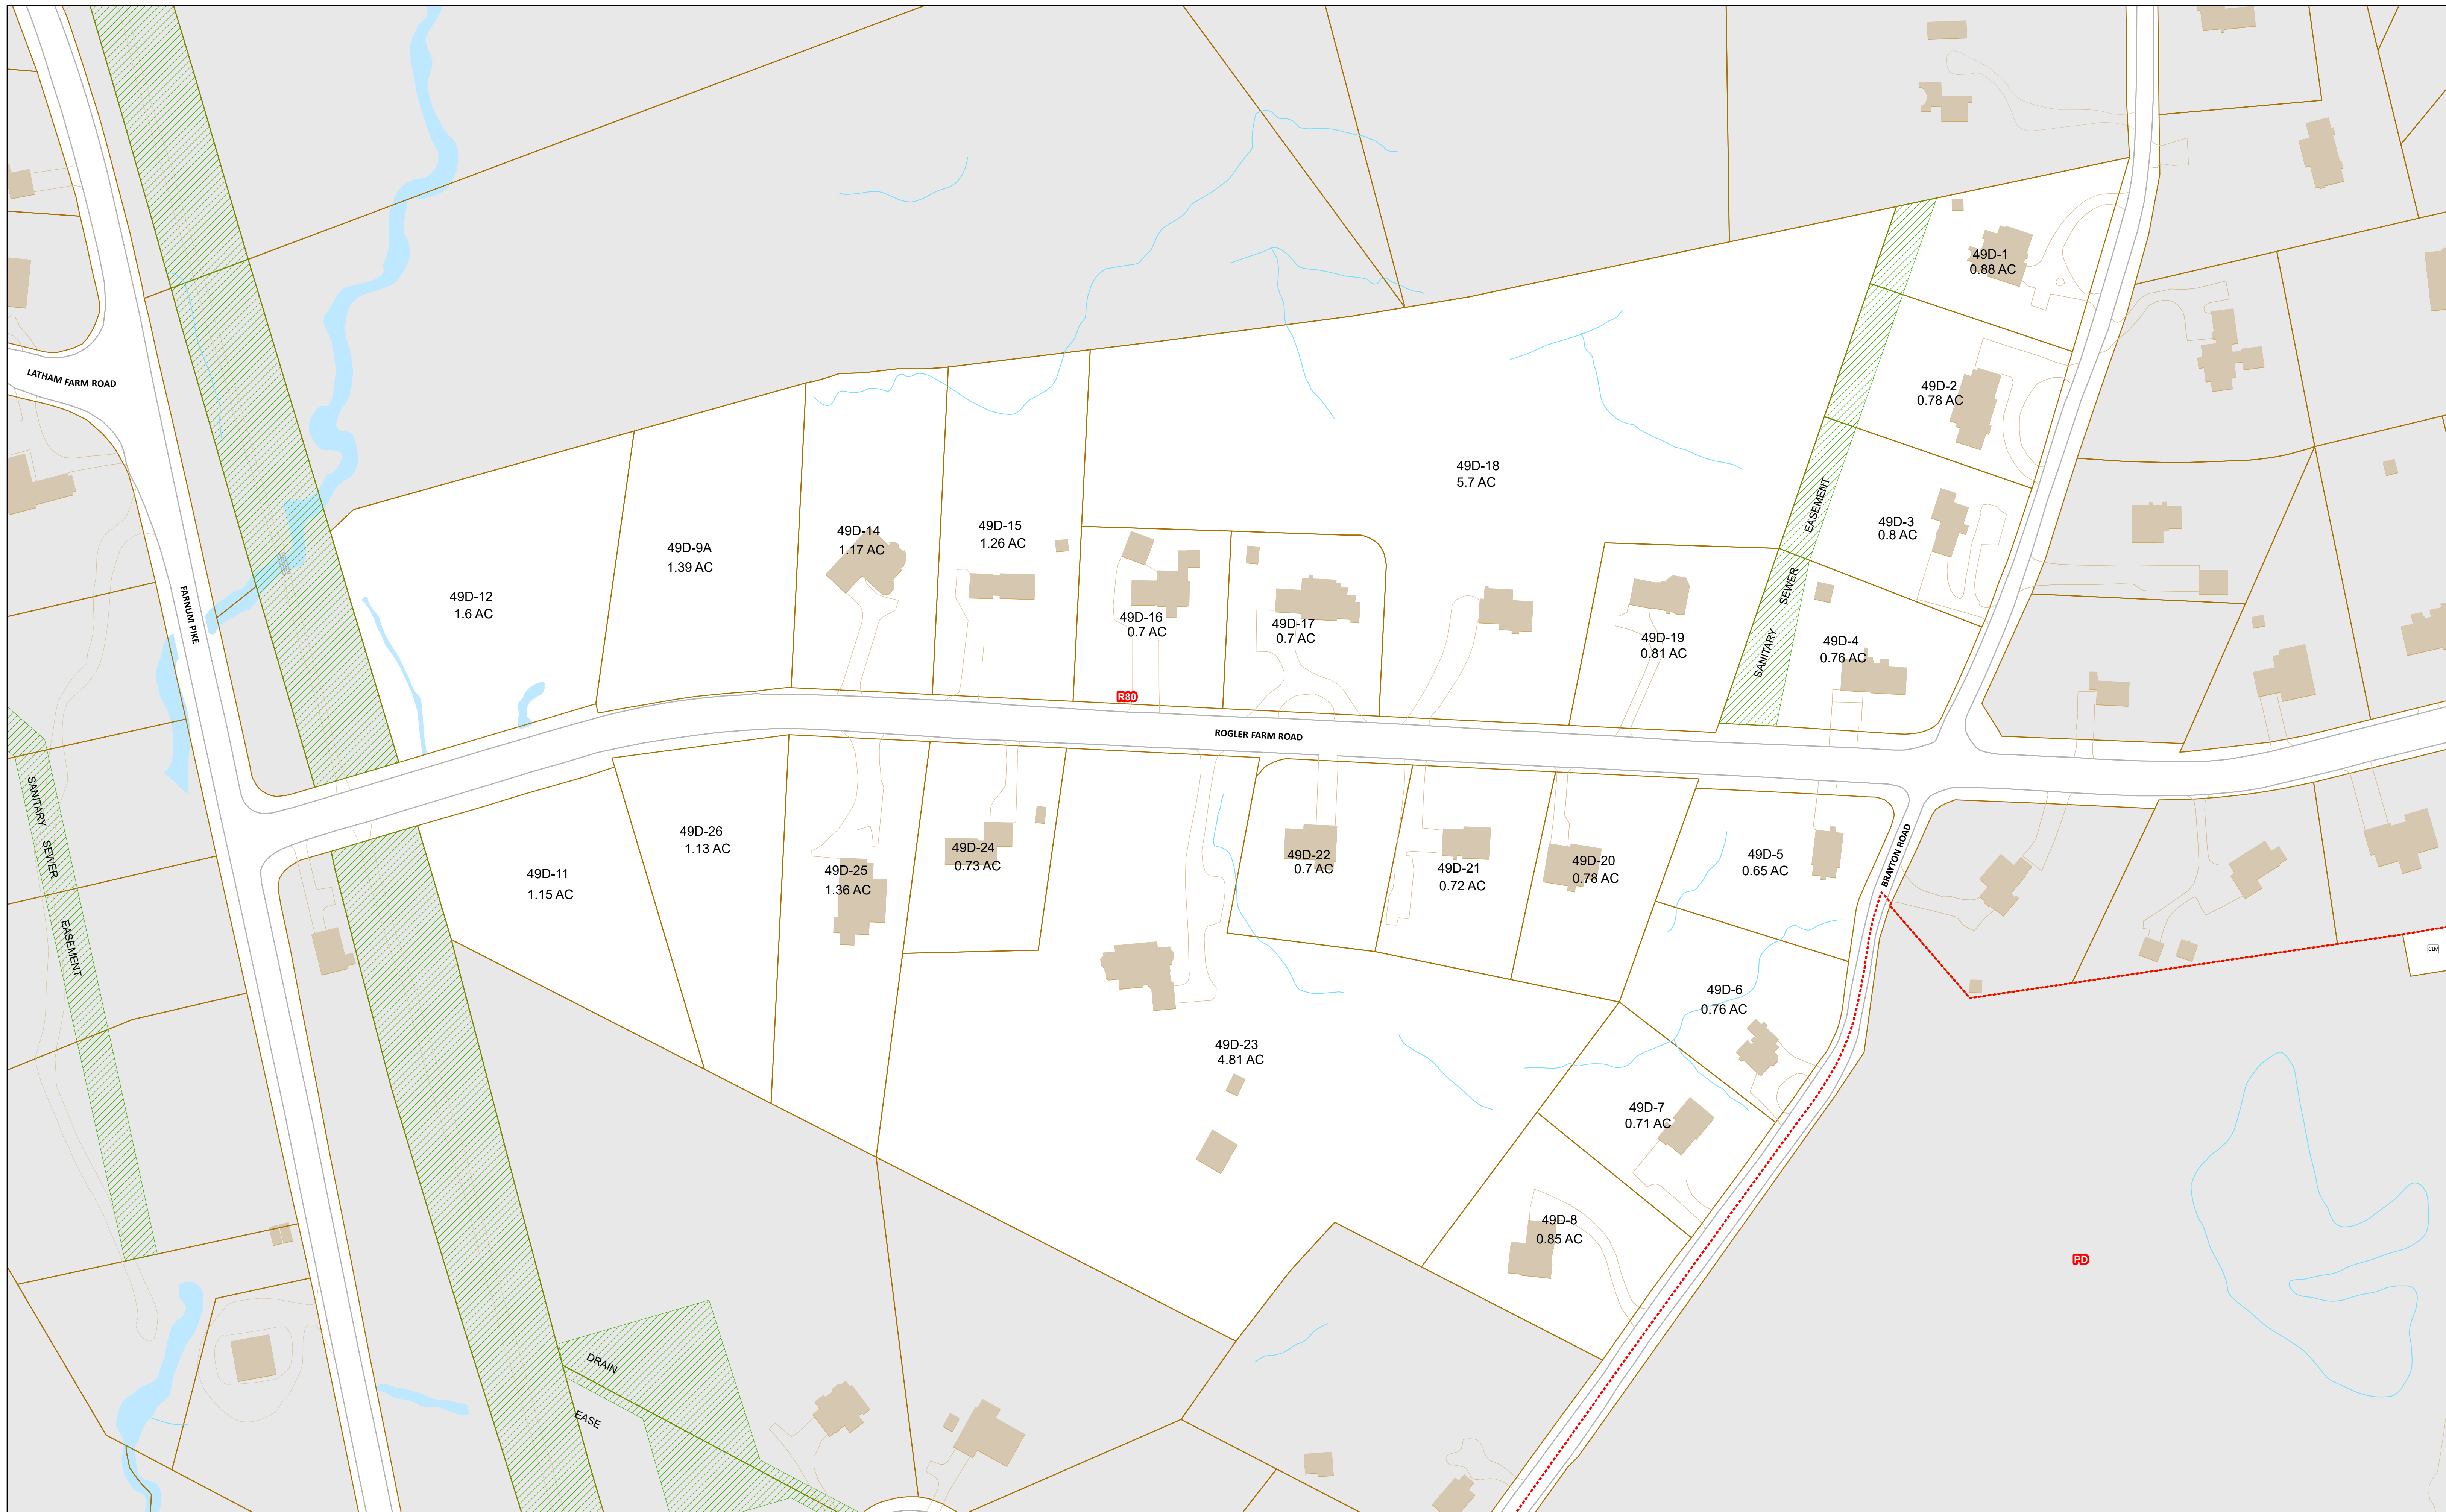 49D-1
0.88 AC
LATHAM FARM ROAD
49D-2
0.78 AC
49D-18
5.7 AC
49D-3
0.8 AC
49D-14
1.17 AC
49D-15
1.26 AC
49D-9A
1.39 AC
49D-12
1.6 AC
FARNUM PIKE
49D-16
0.7 AC
49D-17
0.7 AC
49D-19
0.81 AC
SANITARY SEWER EASEMENT
49D-4
0.76 AC
R80
ROGLER FARM ROAD
SANITARY SEWER EASEMENT
49D-11
1.15 AC
49D-26
1.13 AC
49D-25
1.36 AC
49D-24
0.73 AC
49D-22
0.7 AC
49D-21
0.72 AC
49D-20
0.78 AC
49D-5
0.65 AC
BRAYTON ROAD
CEM
49D-6
0.76 AC
49D-23
4.81 AC
49D-7
0.71 AC
49D-8
0.85 AC
PD
DRAIN
EASE